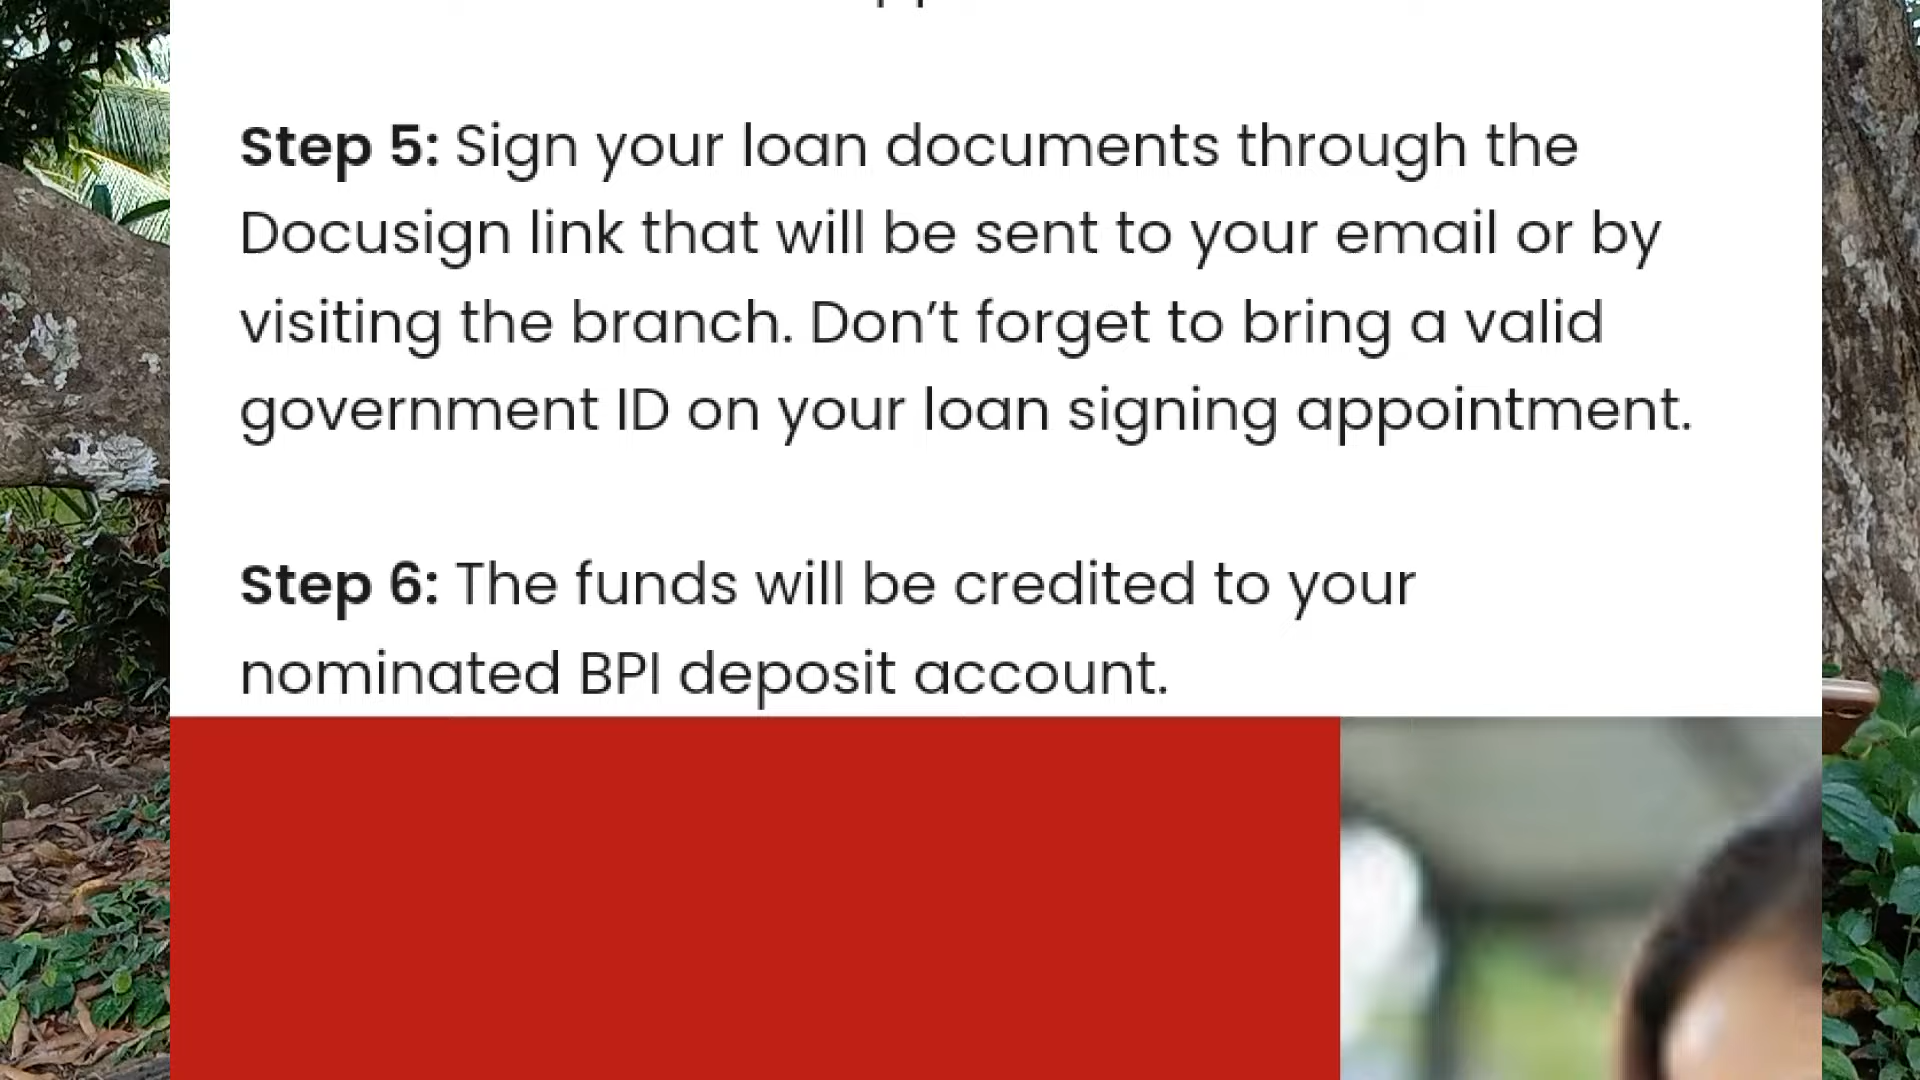 Step 5: Sign your loan documents through the
Docusign link that will be sent to your email or by
visiting the branch. Don’t forget to bring a valid
government ID on your loan signing appointment.
Step 6: The funds will be credited to your
nominated BPI deposit account.